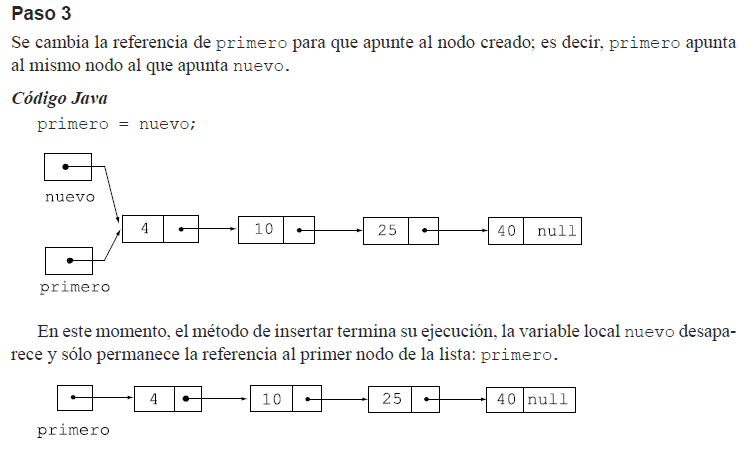 Paso 3
Se cambia la referencia de primero para que apunte al nodo creado; es decir, primero apunta
al mismo nodo al que apunta nuevo.
Código Java
primero = nuevo;
nuevo
4 10 25 40 null
primero
En este momento, el método de insertar termina su ejecución, la variable local nuevo desapa-
rece y sólo permanece la referencia al primer nodo de la lista: primero.
4 10 25 40 null
primero